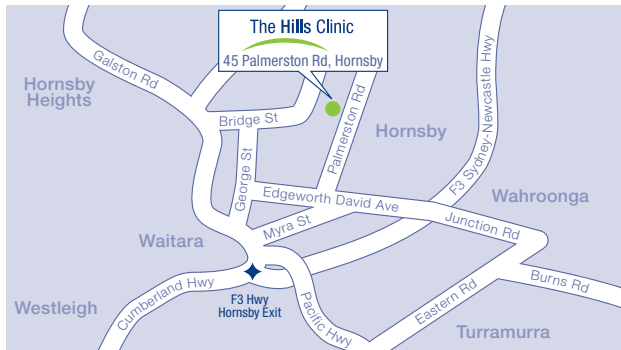 The Hills Clinic
45 Palmerston Rd, Hornsby
Galston Rd
Hornsby
Heights
Bridge St
Palmerston Rd
Hornsby
F3 Sydney-Newcastle Hwy
George St
Edgeworth David Ave
Wahroonga
Myra St
Junction Rd
Waitara
Burns Rd
Cumberland Hwy
F3 Hwy
Hornsby Exit
Pacific Hwy
Eastern Rd
Westleigh
Turramurra